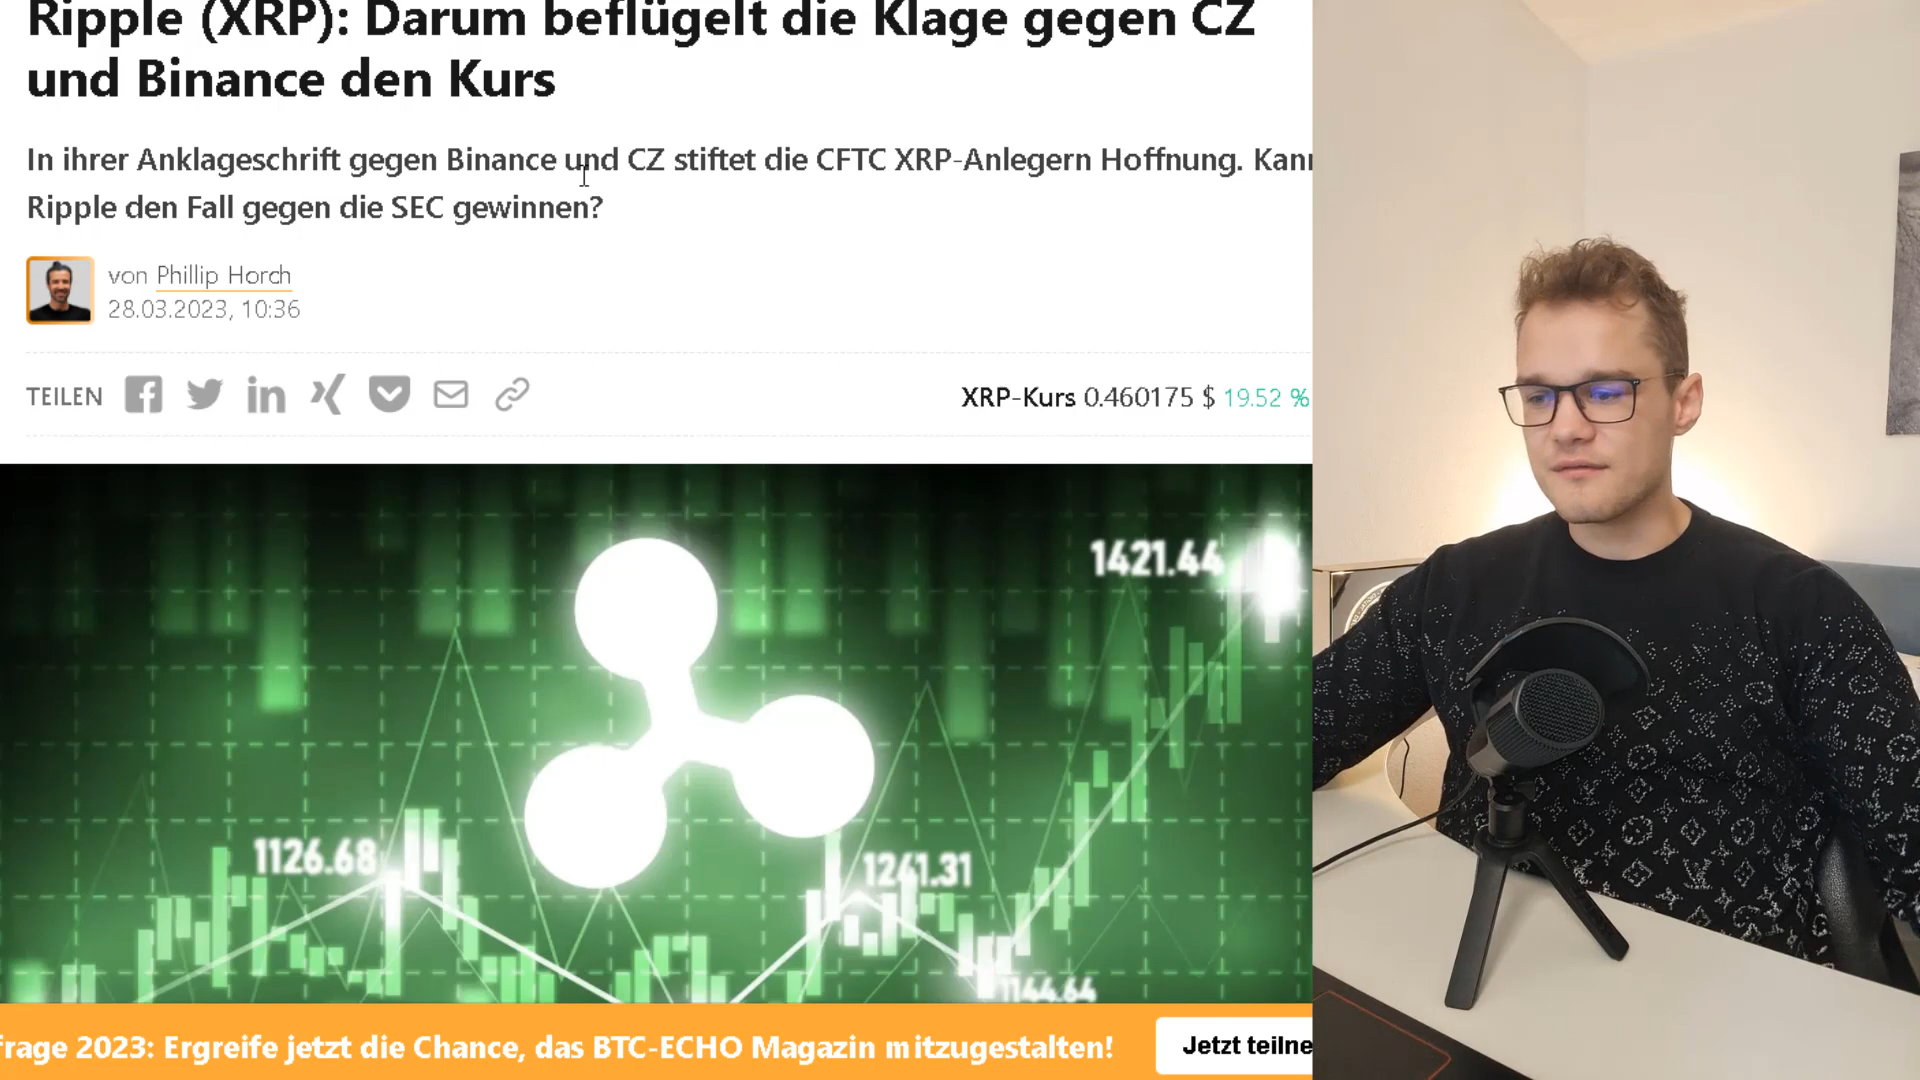 Ripple (XRP): Darum beflügelt die Klage gegen CZ
und Binance den Kurs
In ihrer Anklageschrift gegen Binance und CZ stiftet die CFTC XRP-Anlegern Hoffnung. Kann
Ripple den Fall gegen die SEC gewinnen?
von Phillip Horch
28.03.2023, 10:36
TEILEN
XRP-Kurs 0.460175 $ 19.52 %
1421.44
1126.68
1241.31
1144.64
frage 2023: Ergreife jetzt die Chance, das BTC-ECHO Magazin mitzugestalten!
Jetzt teilne